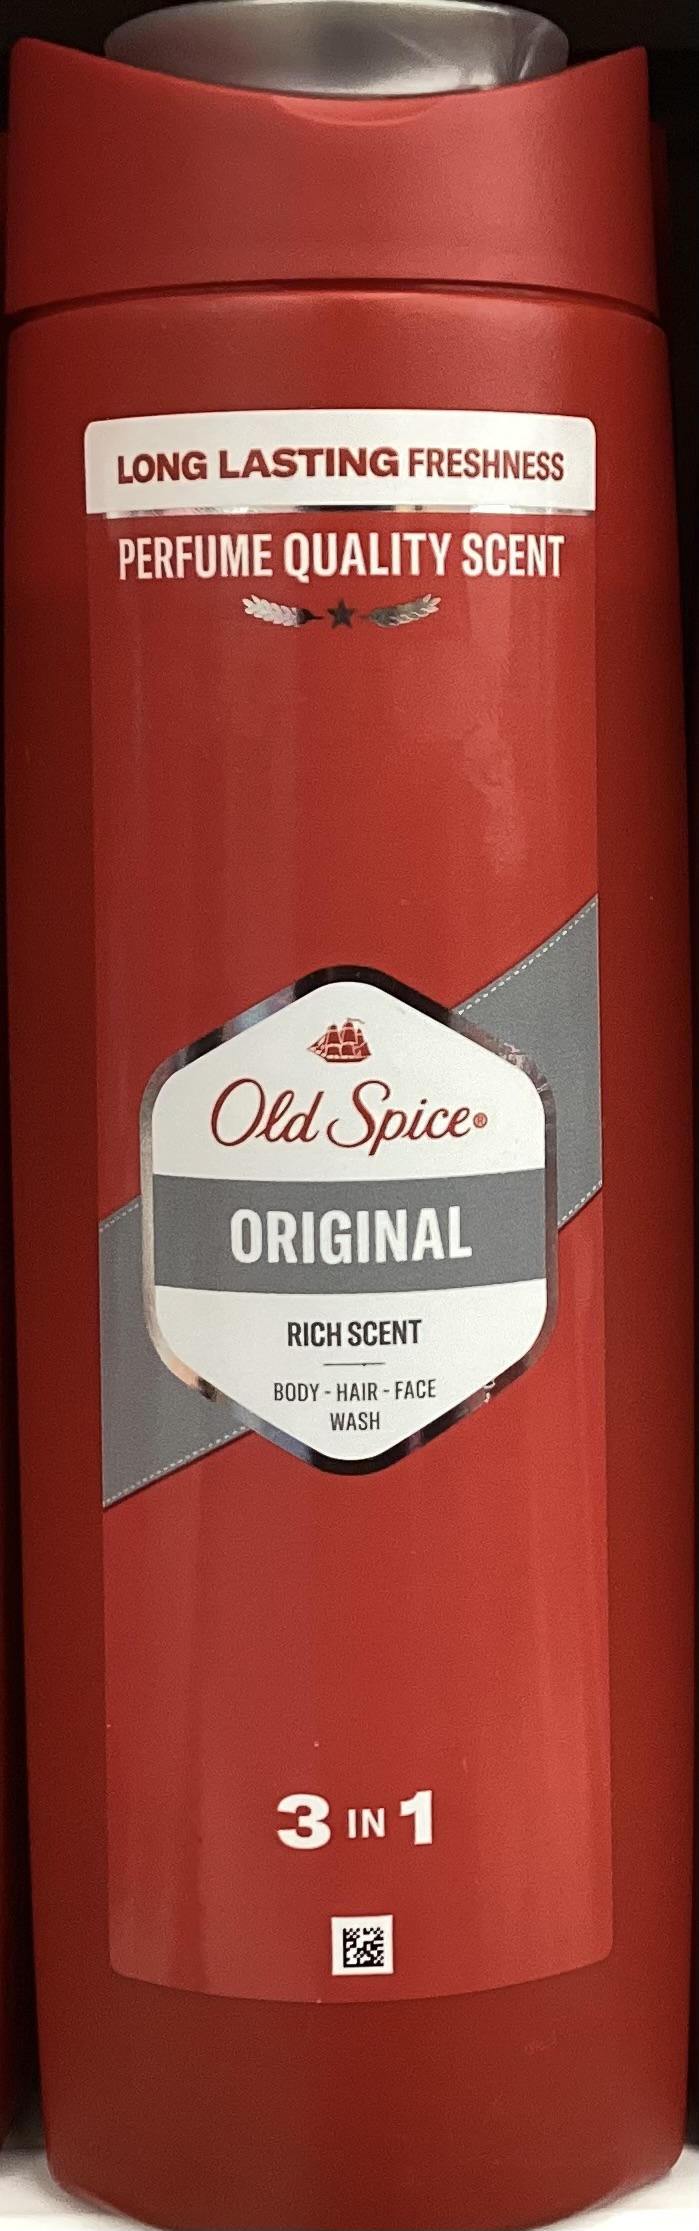 LONG LASTING FRESHNESS
PERFUME QUALITY SCENT
Old Spice®
ORIGINAL
RICH SCENT
BODY - HAIR - FACE
WASH
3 IN 1